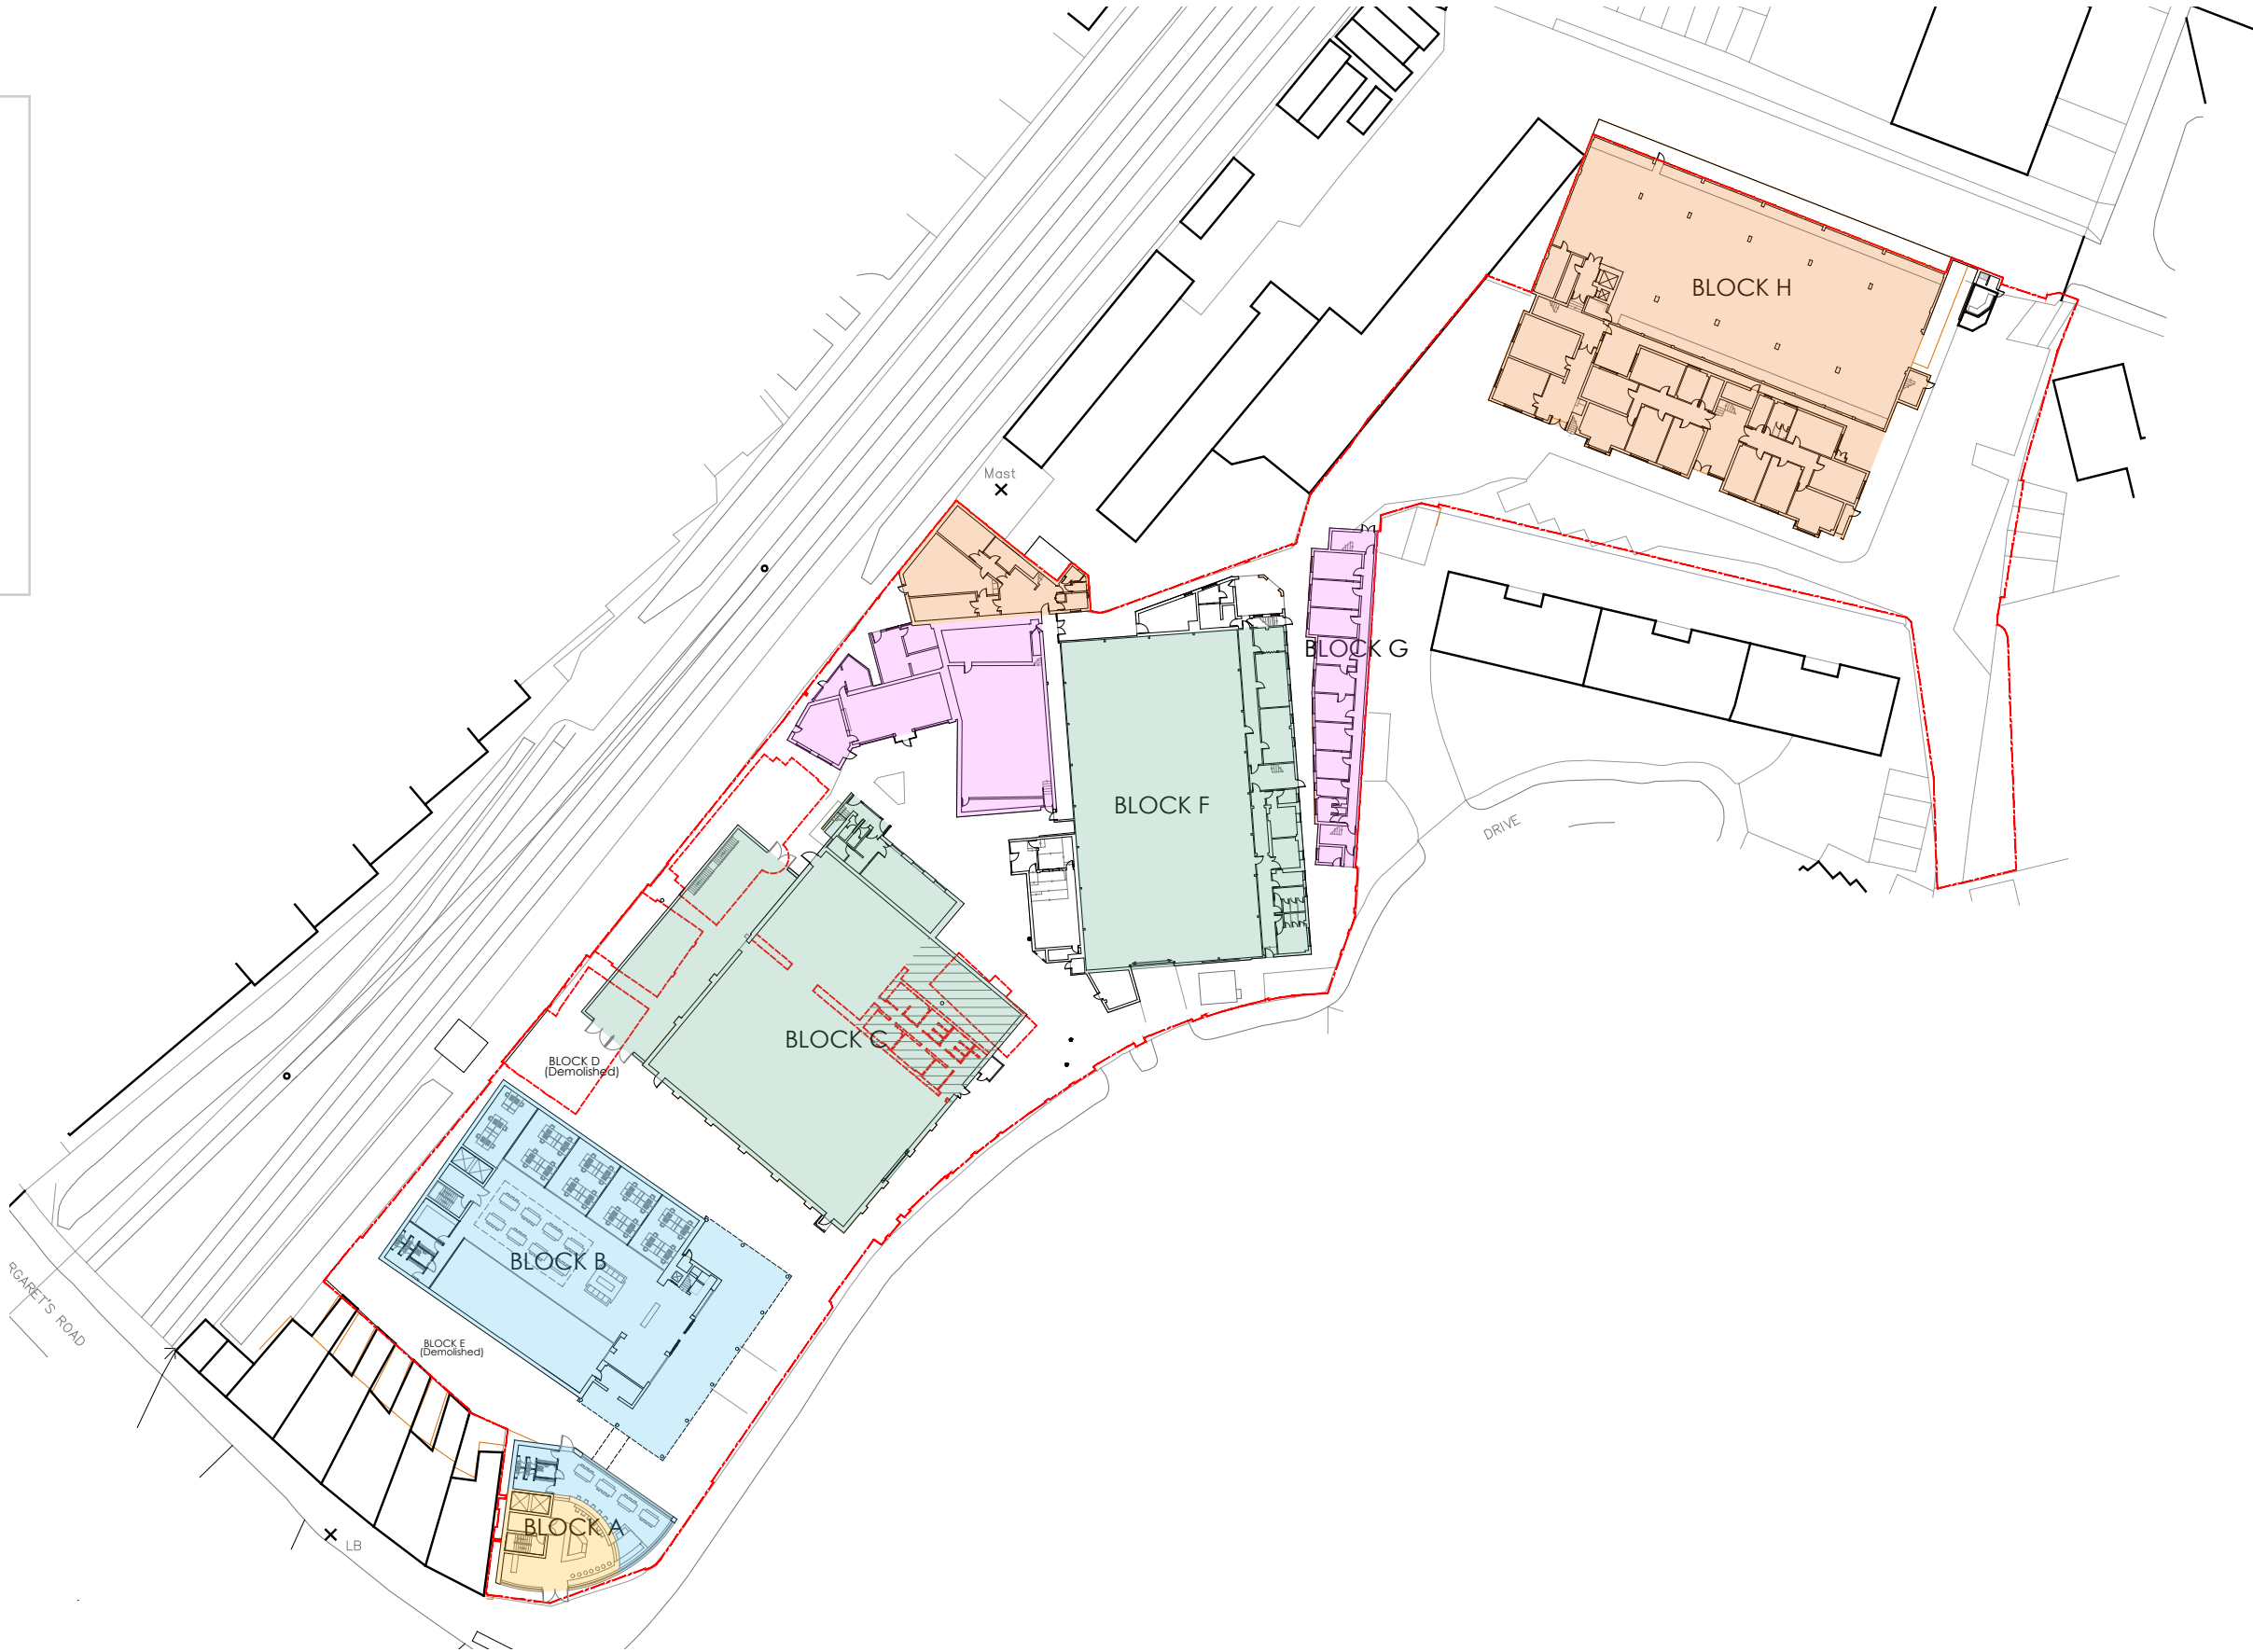 BLOCK H
Mast
BLOCK G
BLOCK F
DRIVE
BLOCK C
BLOCK D
(Demolished)
BLOCK B
RGARET'S ROAD
BLOCK E
(Demolished)
BLOCK A
LB